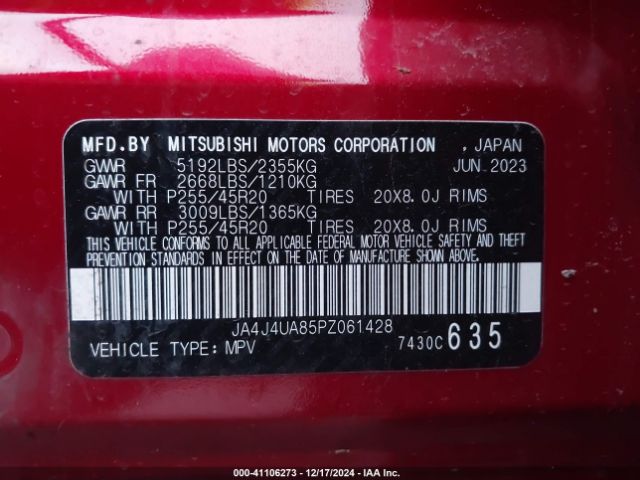 MFD.BY MITSUBISHI MOTORS CORPORATION , JAPAN
GVWR 5192LBS/2355KG JUN 2023
GAWR FR 2668LBS/1210KG
WITH P255/45R20 TIRES 20X8.0J RIMS
GAWR RR 3009LBS/1365KG
WITH P255/45R20 TIRES 20X8.0J RIMS
THIS VEHICLE CONFORMS TO ALL APPLICABLE FEDERAL MOTOR VEHICLE SAFETY AND THEFT
PREVENTION STANDARDS IN EFFECT ON THE DATE OF MANUFACTURE SHOWN ABOVE.
JA4J4UA85PZ061428
VEHICLE TYPE: MPV 7430C 635
000-41106273 - 12/17/2024 - IAA Inc.